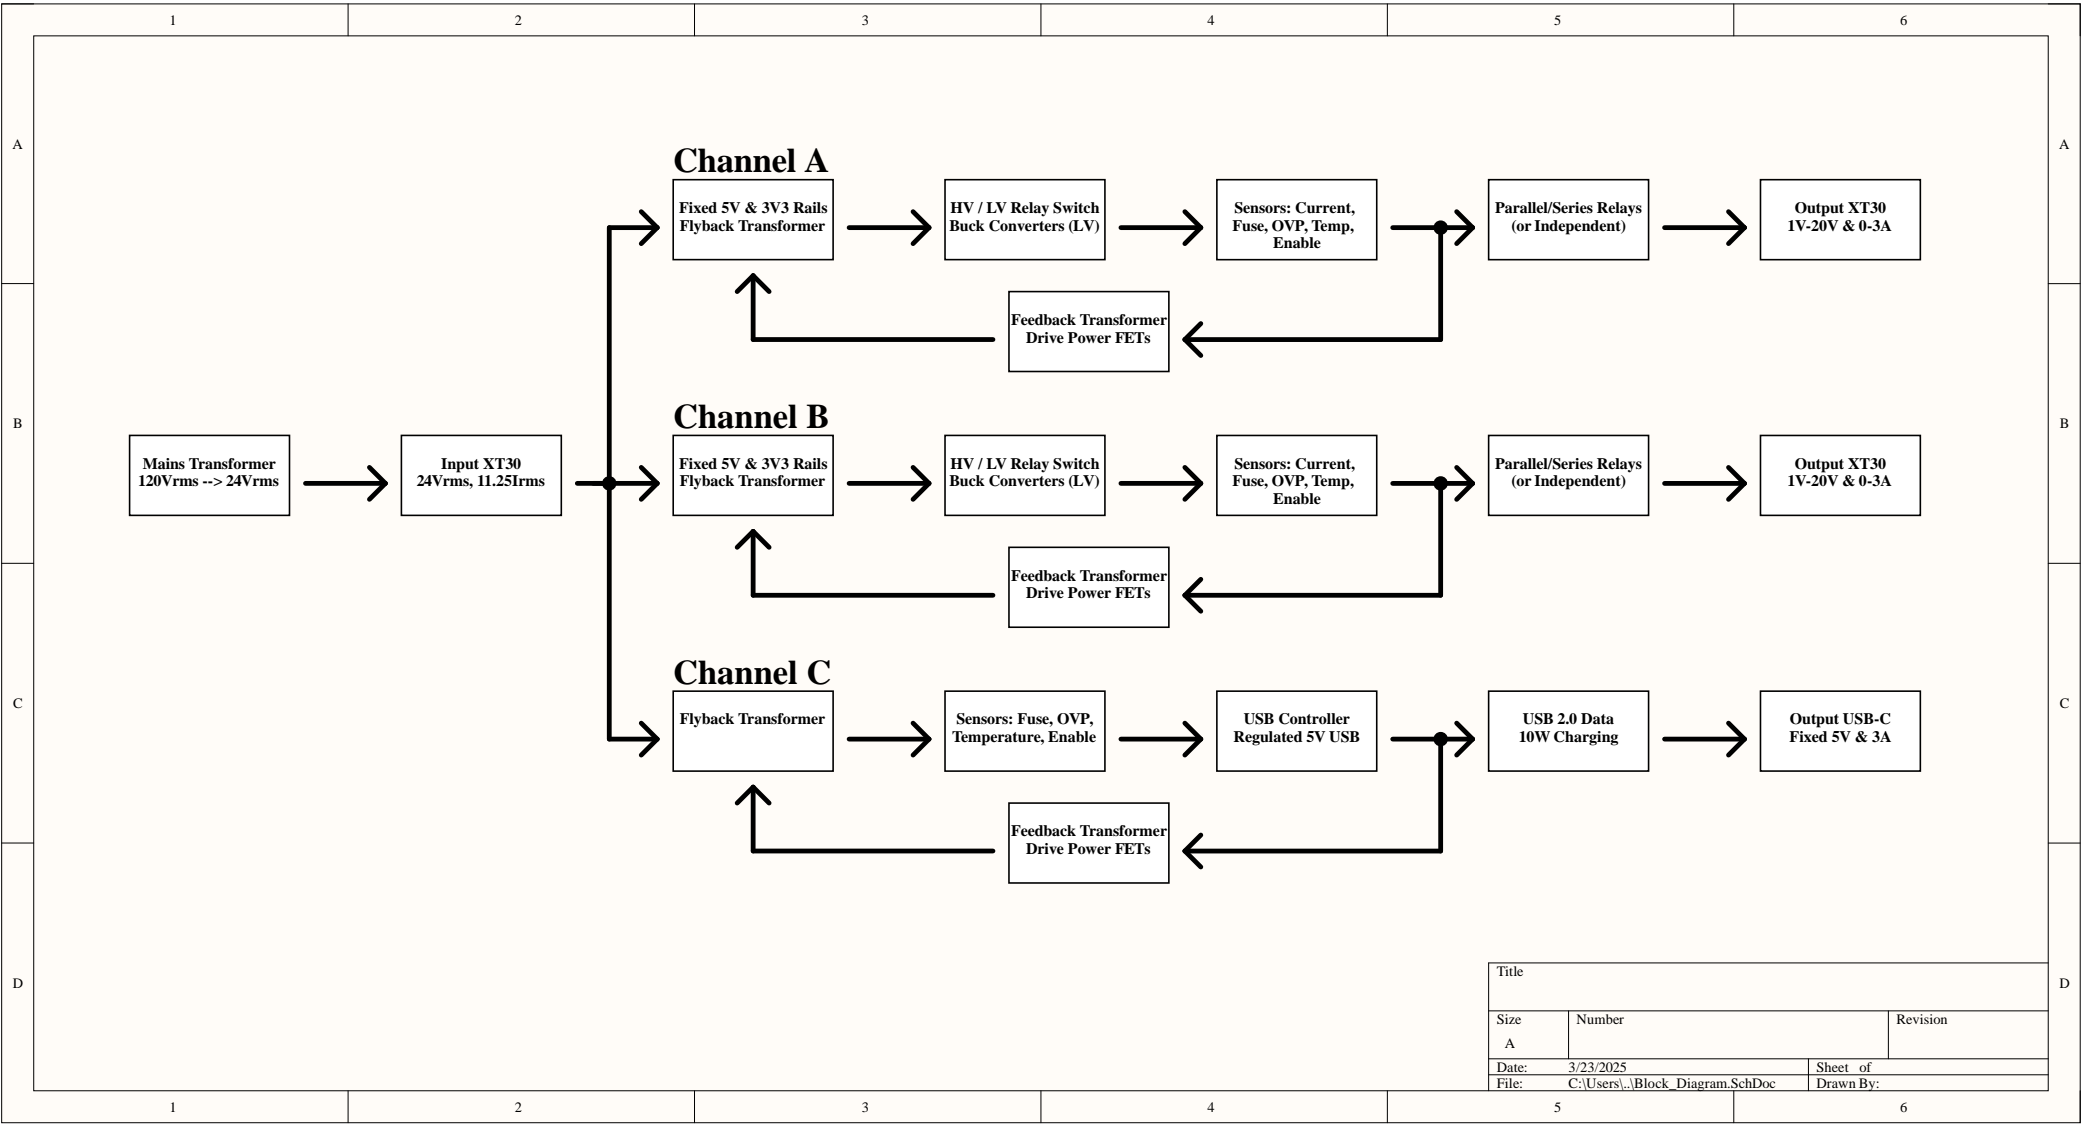 1 2 3 4 5 6
A A
Channel A
Fixed 5V & 3V3 Rails
Flyback Transformer
HV / LV Relay Switch
Buck Converters (LV)
Sensors: Current,
Fuse, OVP, Temp,
Enable
Parallel/Series Relays
(or Independent)
Output XT30
1V-20V & 0-3A
Feedback Transformer
Drive Power FETs
B B
Mains Transformer
120Vrms --> 24Vrms
Input XT30
24Vrms, 11.25Irms
Channel B
Fixed 5V & 3V3 Rails
Flyback Transformer
HV / LV Relay Switch
Buck Converters (LV)
Sensors: Current,
Fuse, OVP, Temp,
Enable
Parallel/Series Relays
(or Independent)
Output XT30
1V-20V & 0-3A
Feedback Transformer
Drive Power FETs
C C
Channel C
Flyback Transformer
Sensors: Fuse, OVP,
Temperature, Enable
USB Controller
Regulated 5V USB
USB 2.0 Data
10W Charging
Output USB-C
Fixed 5V & 3A
Feedback Transformer
Drive Power FETs
D D
Title
Size Number Revision
A
Date: 3/23/2025 Sheet of
File: C:\Users\..\Block_Diagram.SchDoc Drawn By:
1 2 3 4 5 6